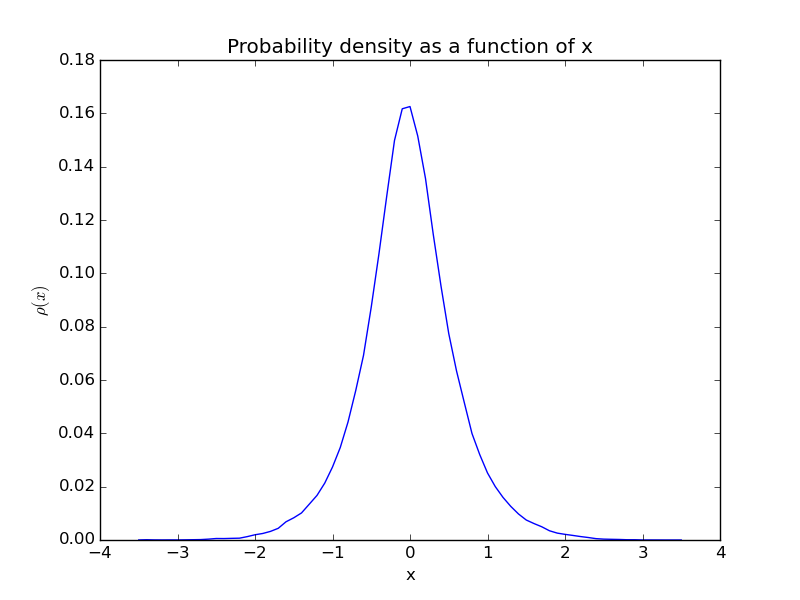 Probability density as a function of x
0.18
0.16
0.14
0.12
0.10
0.08
0.06
0.04
0.02
0.00
ρ(x)
−4 −3 −2 −1 0 1 2 3 4
x